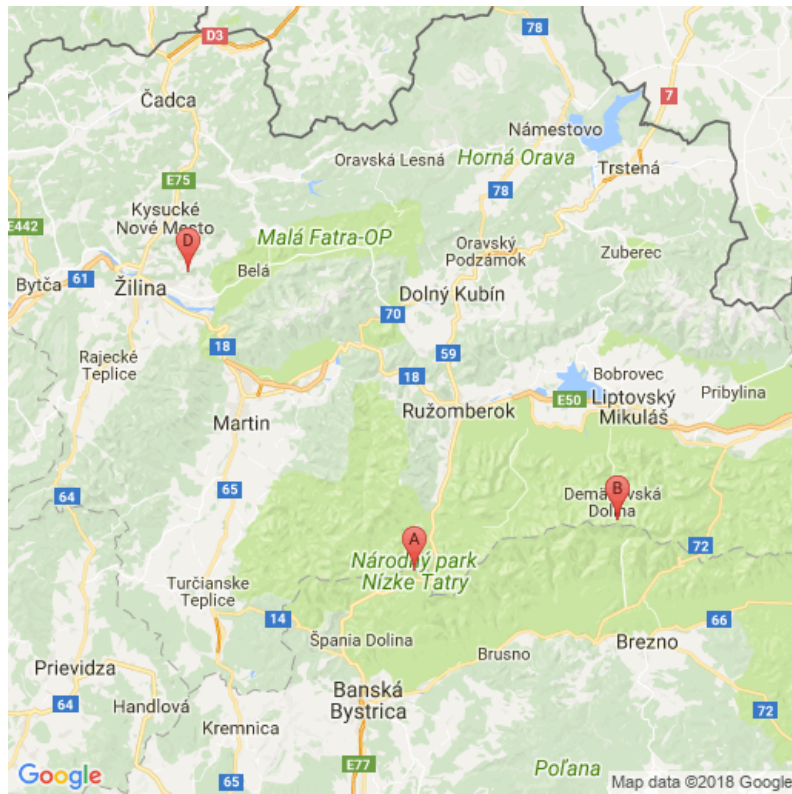 D3
78
Čadca
7
Námestovo
Oravská Lesná
Horná Orava
Trstená
E75
78
Kysucké
Nové Mesto
E442
D
Malá Fatra-OP
Oravský
Podzámok
Zuberec
61
Bytča
Žilina
Belá
Dolný Kubín
70
18
59
Rajecké
Teplice
18
Bobrovec
Pribylina
E50
Liptovský
Mikuláš
Ružomberok
Martin
64
65
B
Dolina
A
72
Národný park
Nízke Tatry
Turčianske
Teplice
14
66
Špania Dolina
Brusno
Brezno
Prievidza
64
Handlová
Banská
Bystrica
72
Kremnica
E77
65
Poľana
Google
Map data ©2018 Google